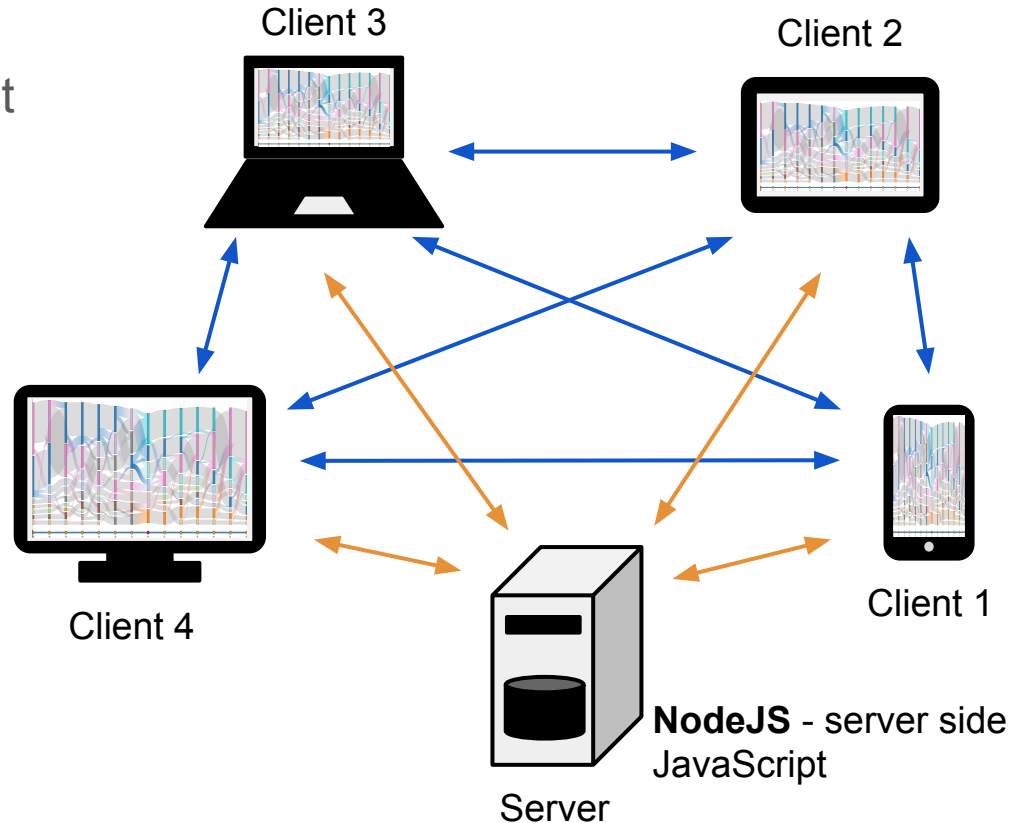 Client 3
Client 2
t
Client 4
Client 1
NodeJS - server side
JavaScript
Server